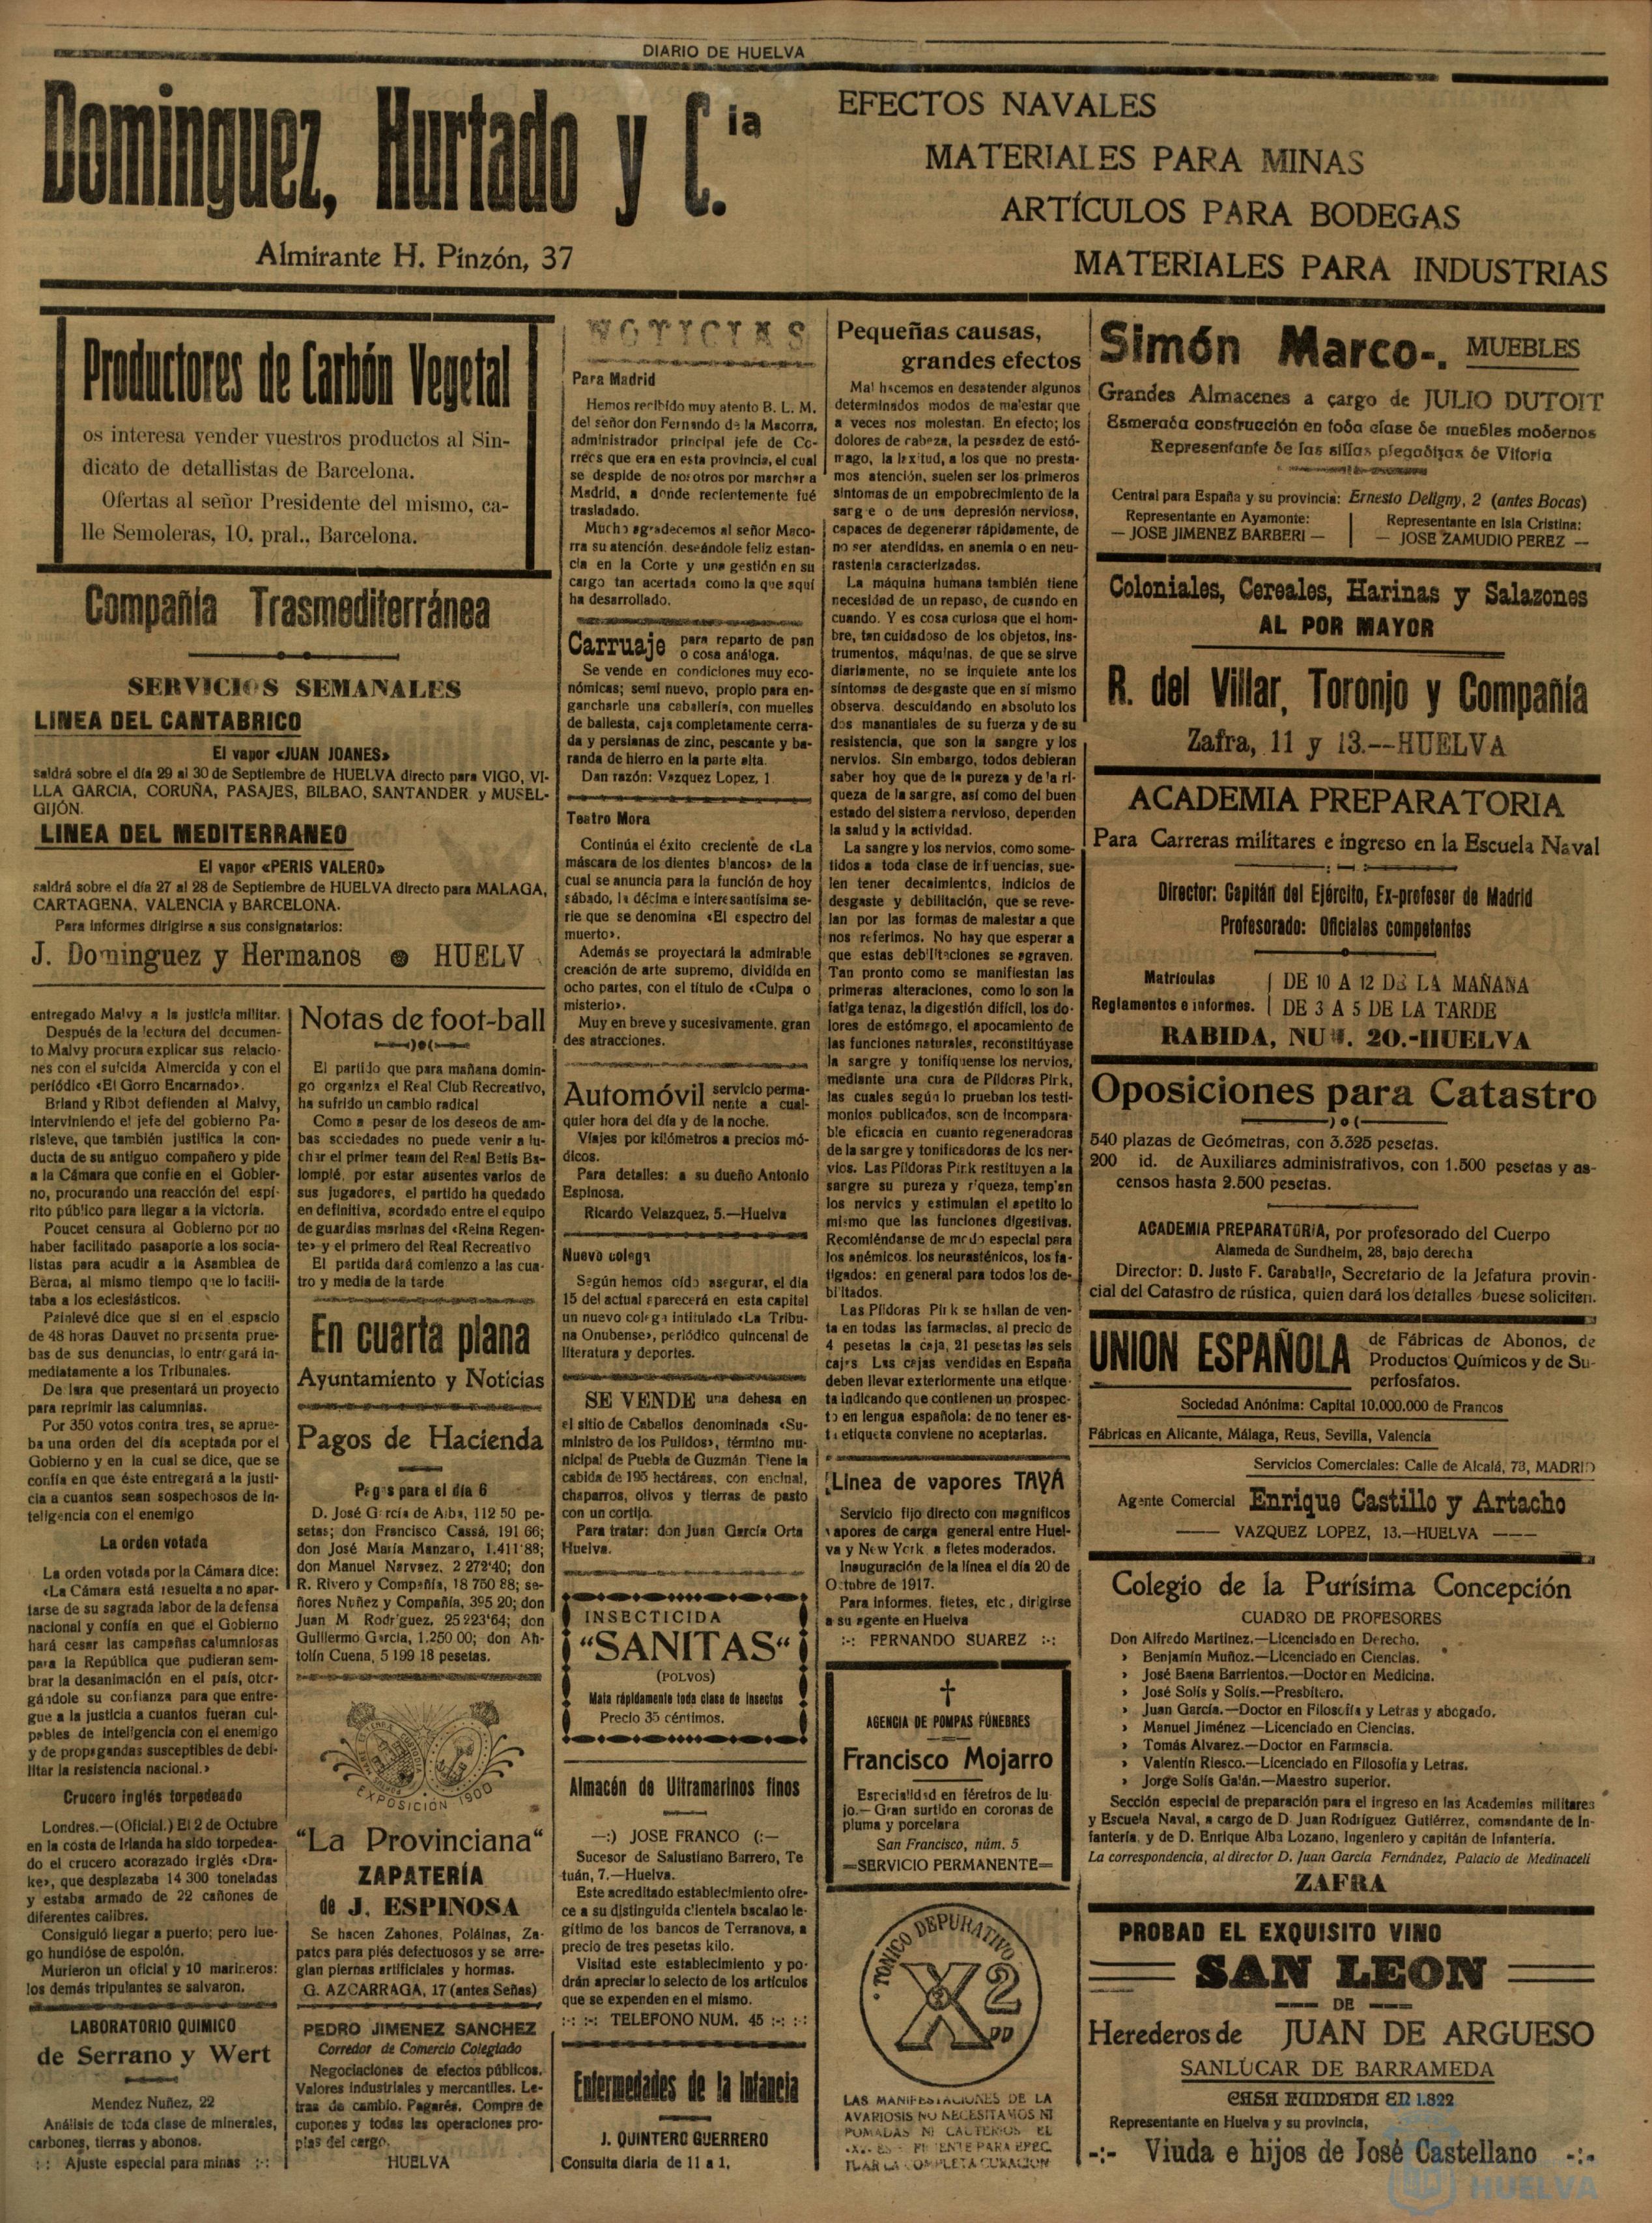 DIARIO DE HUELVA
Dominguez, Hurtado y C.ia
Almirante H. Pinzón, 37
EFECTOS NAVALES
MATERIALES PARA MINAS
ARTÍCULOS PARA BODEGAS
MATERIALES PARA INDUSTRIAS
Productores de Carbón Vegetal
os interesa vender vuestros productos al Sin-
dicato de detallistas de Barcelona.
Ofertas al señor Presidente del mismo, ca-
lle Semoleras, 10, pral., Barcelona.
Compañía Trasmediterránea
SERVICIOS SEMANALES
LINEA DEL CANTABRICO
El vapor «JUAN JOANES»
saldrá sobre el día 29 al 30 de Septiembre de HUELVA directo para VIGO, VI-
LLA GARCIA, CORUÑA, PASAJES, BILBAO, SANTANDER y MUSEL-
GIJÓN.
LINEA DEL MEDITERRANEO
El vapor «PERIS VALERO»
saldrá sobre el día 27 al 28 de Septiembre de HUELVA directo para MALAGA,
CARTAGENA, VALENCIA y BARCELONA.
Para informes dirigirse a sus consignatarios:
J. Dominguez y Hermanos HUELV
entregado Malvy a la justicia militar.
Después de la lectura del documen-
to Malvy procura explicar sus relacio-
nes con el suicida Almercida y con el
periódico «El Gorro Encarnado».
Briand y Ribot defienden al Malvy,
interviniendo el jefe del gobierno Pa-
risleve, que también justifica la con-
ducta de su antiguo compañero y pide
a la Cámara que confíe en el Gobier-
no, procurando una reacción del espí-
ritu público para llegar a la victoria.
Poucet censura al Gobierno por no
haber facilitado pasaporte a los socia-
listas para acudir a la Asamblea de
Berca, al mismo tiempo que lo facili-
taba a los eclesiásticos.
Painlevé dice que si en el espacio
de 48 horas Dauvet no presenta prue-
bas de sus denuncias, lo entregará in-
mediatamente a los Tribunales.
De lara que presentará un proyecto
para reprimir las calumnias.
Por 350 votos contra tres, se aprue-
ba una orden del día aceptada por el
Gobierno y en la cual se dice, que se
confía en que éste entregará a la justi-
cia a cuantos sean sospechosos de in-
teligencia con el enemigo
La orden votada
La orden votada por la Cámara dice:
«La Cámara está resuelta a no apar-
tarse de su sagrada labor de la defensa
nacional y confía en que el Gobierno
hará cesar las campañas calumniosas
para la República que pudieran sem-
brar la desanimación en el país, otor-
gándole su confianza para que entre-
gue a la justicia a cuantos fueran cul-
pables de inteligencia con el enemigo
y de propagandas susceptibles de debi-
litar la resistencia nacional.»
Crucero inglés torpedeado
Londres.—(Oficial.) El 2 de Octubre
en la costa de Irlanda ha sido torpedea-
do el crucero acorazado inglés «Dra-
ke», que desplazaba 14 300 toneladas
y estaba armado de 22 cañones de
diferentes calibres.
Consiguió llegar a puerto; pero lue-
go hundióse de espolón.
Murieron un oficial y 10 marineros:
los demás tripulantes se salvaron.
LABORATORIO QUIMICO
de Serrano y Wert
Mendez Nuñez, 22
Análisis de toda clase de minerales,
carbones, tierras y abonos.
: : Ajuste especial para minas :-:
Notas de foot-ball
El partido que para mañana domin-
go organiza el Real Club Recreativo,
ha sufrido un cambio radical
Como a pesar de los deseos de am-
bas sociedades no puede venir a lu-
char el primer team del Real Betis Ba-
lompié, por estar ausentes varios de
sus jugadores, el partido ha quedado
en definitiva, acordado entre el equipo
de guardias marinas del «Reina Regen-
te» y el primero del Real Recreativo
El partida dará comienzo a las cua-
tro y media de la tarde
En cuarta plana
Ayuntamiento y Noticias
Pagos de Hacienda
Pagos para el día 6
D. José García de Alba, 112 50 pe-
setas; don Francisco Cassá, 191 66;
don José María Manzaro, 1.411'88;
don Manuel Narvaez, 2 272'40; don
R. Rivero y Compañía, 18 750 88; se-
ñores Nuñez y Compañía, 395 20; don
Juan M. Rodríguez, 25 223'64; don
Guillermo García, 1.250 00; don Ah-
tolín Cuena, 5 199 18 pesetas.
EXPOSICIÓN 1900
“La Provinciana“
ZAPATERÍA
de J. ESPINOSA
Se hacen Zahones, Poláinas, Za-
patos para piés defectuosos y se arre-
glan piernas artificiales y hormas.
G. AZCARRAGA, 17 (antes Señas)
PEDRO JIMENEZ SANCHEZ
Corredor de Comercio Colegiado
Negociaciones de efectos públicos.
Valores industriales y mercantiles. Le-
tras de cambio. Pagarés. Compra de
cupones y todas las operaciones pro-
pias del cargo.
HUELVA
NOTICIAS
Para Madrid
Hemos recibido muy atento B. L. M.
del señor don Fernando de la Macorra,
administrador principal jefe de Co-
rrecs que era en esta provincia, el cual
se despide de nosotros por marchar a
Madrid, a donde recientemente fué
trasladado.
Mucho agradecemos al señor Maco-
rra su atención, deseándole feliz estan-
cia en la Corte y una gestión en su
cargo tan acertada como la que aquí
ha desarrollado.
Carruaje para reparto de pan
o cosa análoga.
Se vende en condiciones muy eco-
nómicas; semi nuevo, propio para en-
gancharle una caballería, con muelles
de ballesta, caja completamente cerra-
da y persianas de zinc, pescante y ba-
randa de hierro en la parte alta.
Dan razón: Vazquez Lopez, 1
Teatro Mora
Continúa el éxito creciente de «La
máscara de los dientes blancos» de la
cual se anuncia para la función de hoy
sábado, la décima e interesantísima se-
rie que se denomina «El espectro del
muerto».
Además se proyectará la admirable
creación de arte supremo, dividida en
ocho partes, con el título de «Culpa o
misterio».
Muy en breve y sucesivamente, gran
des atracciones.
Automóvil servicio perma-
nente a cual-
quier hora del día y de la noche.
Viajes por kilómetros a precios mó-
dicos.
Para detalles: a su dueño Antonio
Espinosa.
Ricardo Velazquez, 5.—Huelva
Nuevo colega
Según hemos oído asegurar, el día
15 del actual aparecerá en esta capital
un nuevo colega intitulado «La Tribu-
na Onubense», periódico quincenal de
literatura y deportes.
SE VENDE una dehesa en
el sitio de Caballos denominada «Su-
ministro de los Pulidos», término mu-
nicipal de Puebla de Guzmán. Tiene la
cabida de 195 hectáreas, con encinal,
chaparros, olivos y tierras de pasto
con un cortijo.
Para tratar: don Juan García Orta
Huelva.
INSECTICIDA
“SANITAS“
(POLVOS)
Mata rápidamente toda clase de insectos
Precio 35 céntimos.
Almacén de Ultramarinos finos
—:) JOSE FRANCO (:—
Sucesor de Salustiano Barrero, Te
tuán, 7.—Huelva.
Este acreditado establecimiento ofre-
ce a su distinguida clientela bacalao le-
gítimo de los bancos de Terranova, a
precio de tres pesetas kilo.
Visitad este establecimiento y po-
drán apreciar lo selecto de los artículos
que se expenden en el mismo.
:-: :-: TELEFONO NUM. 45 :-: :-:
Enfermedades de la Infancia
J. QUINTERO GUERRERO
Consulta diaria de 11 a 1,
Pequeñas causas,
grandes efectos
Mal hacemos en desatender algunos
determinados modos de malestar que
a veces nos molestan. En efecto; los
dolores de cabeza, la pesadez de estó-
mago, la laxitud, a los que no presta-
mos atención, suelen ser los primeros
síntomas de un empobrecimiento de la
sargre o de una depresión nerviosa,
capaces de degenerar rápidamente, de
no ser atendidas, en anemia o en neu-
rastenia caracterizadas.
La máquina humana también tiene
necesidad de un repaso, de cuando en
cuando. Y es cosa curiosa que el hom-
bre, tan cuidadoso de los objetos, ins-
trumentos, máquinas, de que se sirve
diariamente, no se inquiete ante los
síntomas de desgaste que en sí mismo
observa, descuidando en absoluto los
dos manantiales de su fuerza y de su
resistencia, que son la sangre y los
nervios. Sin embargo, todos debieran
saber hoy que de la pureza y de la ri-
queza de la sargre, así como del buen
estado del sistema nervioso, dependen
la salud y la actividad.
La sangre y los nervios, como some-
tidos a toda clase de influencias, sue-
len tener decaimientos, indicios de
desgaste y debilitación, que se reve-
lan por las formas de malestar a que
nos referimos. No hay que esperar a
que estas debilitaciones se agraven.
Tan pronto como se manifiestan las
primeras alteraciones, como lo son la
fatiga tenaz, la digestión difícil, los do-
lores de estómago, el apocamiento de
las funciones naturales, reconstitúyase
la sargre y tonifíquense los nervios,
mediante una cura de Píldoras Pirk,
las cuales según lo prueban los testi-
monios publicados, son de incompara-
ble eficacia en cuanto regeneradoras
de la sargre y tonificadoras de los ner-
vios. Las Píldoras Pirk restituyen a la
sargre su pureza y riqueza, templan
los nervios y estimulan el apetito lo
mismo que las funciones digestivas.
Recomiéndanse de modo especial para
los anémicos, los neurasténicos, los fa-
tigados: en general para todos los de-
bilitados.
Las Píldoras Pirk se hallan de ven-
ta en todas las farmacias, al precio de
4 pesetas la caja, 21 pesetas las seis
cajas Las cajas vendidas en España
deben llevar exteriormente una etique-
ta indicando que contienen un prospec-
to en lengua española: de no tener es-
ta etiqueta conviene no aceptarlas.
Línea de vapores TAYÁ
Servicio fijo directo con magníficos
vapores de carga general entre Huel-
va y New York a fletes moderados.
Inauguración de la línea el día 20 de
Octubre de 1917.
Para informes, fletes, etc, dirigirse
a su agente en Huelva
:-: FERNANDO SUAREZ :-:
AGENCIA DE POMPAS FÚNEBRES
Francisco Mojarro
Especialidad en féretros de lu-
jo.—Gran surtido en coronas de
pluma y porcelara
San Francisco, núm. 5
=SERVICIO PERMANENTE=
TONICO DEPURATIVO
X2
LAS MANIFESTACIONES DE LA
AVARIOSIS NO NECESITAMOS NI
POMADAS NI CAUTERIOS EL
PARA EFEC
TUAR LA COMPLETA CURACION
Simón Marco-. MUEBLES
Grandes Almacenes a cargo de JULIO DUTOIT
Esmerada construcción en toda clase de muebles modernos
Representante de las sillas plegadizas de Vitoria
Central para España y su provincia: Ernesto Deligny, 2 (antes Bocas)
Representante en Ayamonte:
— JOSE JIMENEZ BARBERI —
Representante en Isla Cristina:
— JOSE ZAMUDIO PEREZ —
Coloniales, Cereales, Harinas y Salazones
AL POR MAYOR
R. del Villar, Toronjo y Compañía
Zafra, 11 y 13.--HUELVA
ACADEMIA PREPARATORIA
Para Carreras militares e ingreso en la Escuela Naval
Director: Capitán del Ejército, Ex-profesor de Madrid
Profesorado: Oficiales competentes
Matrículas DE 10 A 12 DE LA MAÑANA
Reglamentos e informes. DE 3 A 5 DE LA TARDE
RABIDA, NUM. 20.-HUELVA
Oposiciones para Catastro
540 plazas de Geómetras, con 3.325 pesetas.
200 id. de Auxiliares administrativos, con 1.500 pesetas y as-
censos hasta 2.500 pesetas.
ACADEMIA PREPARATORIA, por profesorado del Cuerpo
Alameda de Sundheim, 28, bajo derecha
Director: D. Justo F. Caraballo, Secretario de la Jefatura provin-
cial del Catastro de rústica, quien dará los detalles buese soliciten.
UNION ESPAÑOLA de Fábricas de Abonos, de
Productos Químicos y de Su-
perfosfatos.
Sociedad Anónima: Capital 10.000.000 de Francos
Fábricas en Alicante, Málaga, Reus, Sevilla, Valencia
Servicios Comerciales: Calle de Alcalá, 73, MADRID
Agente Comercial Enrique Castillo y Artacho
——— VAZQUEZ LOPEZ, 13.—HUELVA ———
Colegio de la Purísima Concepción
CUADRO DE PROFESORES
Don Alfredo Martinez.—Licenciado en Derecho.
› Benjamín Muñoz.—Licenciado en Ciencias.
› José Baena Barrientos.—Doctor en Medicina.
› José Solís y Solís.—Presbítero.
› Juan García.—Doctor en Filosofía y Letras y abogado.
› Manuel Jiménez —Licenciado en Ciencias.
› Tomás Alvarez.—Doctor en Farmacia.
› Valentín Riesco.—Licenciado en Filosofía y Letras.
› Jorge Solís Galán.—Maestro superior.
Sección especial de preparación para el ingreso en las Academias militares
y Escuela Naval, a cargo de D. Juan Rodríguez Gutiérrez, comandante de In-
fantería, y de D. Enrique Alba Lozano, Ingeniero y capitán de Infantería.
La correspondencia, al director D. Juan García Fernández, Palacio de Medinaceli
ZAFRA
PROBAD EL EXQUISITO VINO
SAN LEON
——— DE ———
Herederos de JUAN DE ARGUESO
SANLÚCAR DE BARRAMEDA
CASA FUNDADA EN 1.822
Representante en Huelva y su provincia,
-:- Viuda e hijos de José Castellano -:-
HUELVA